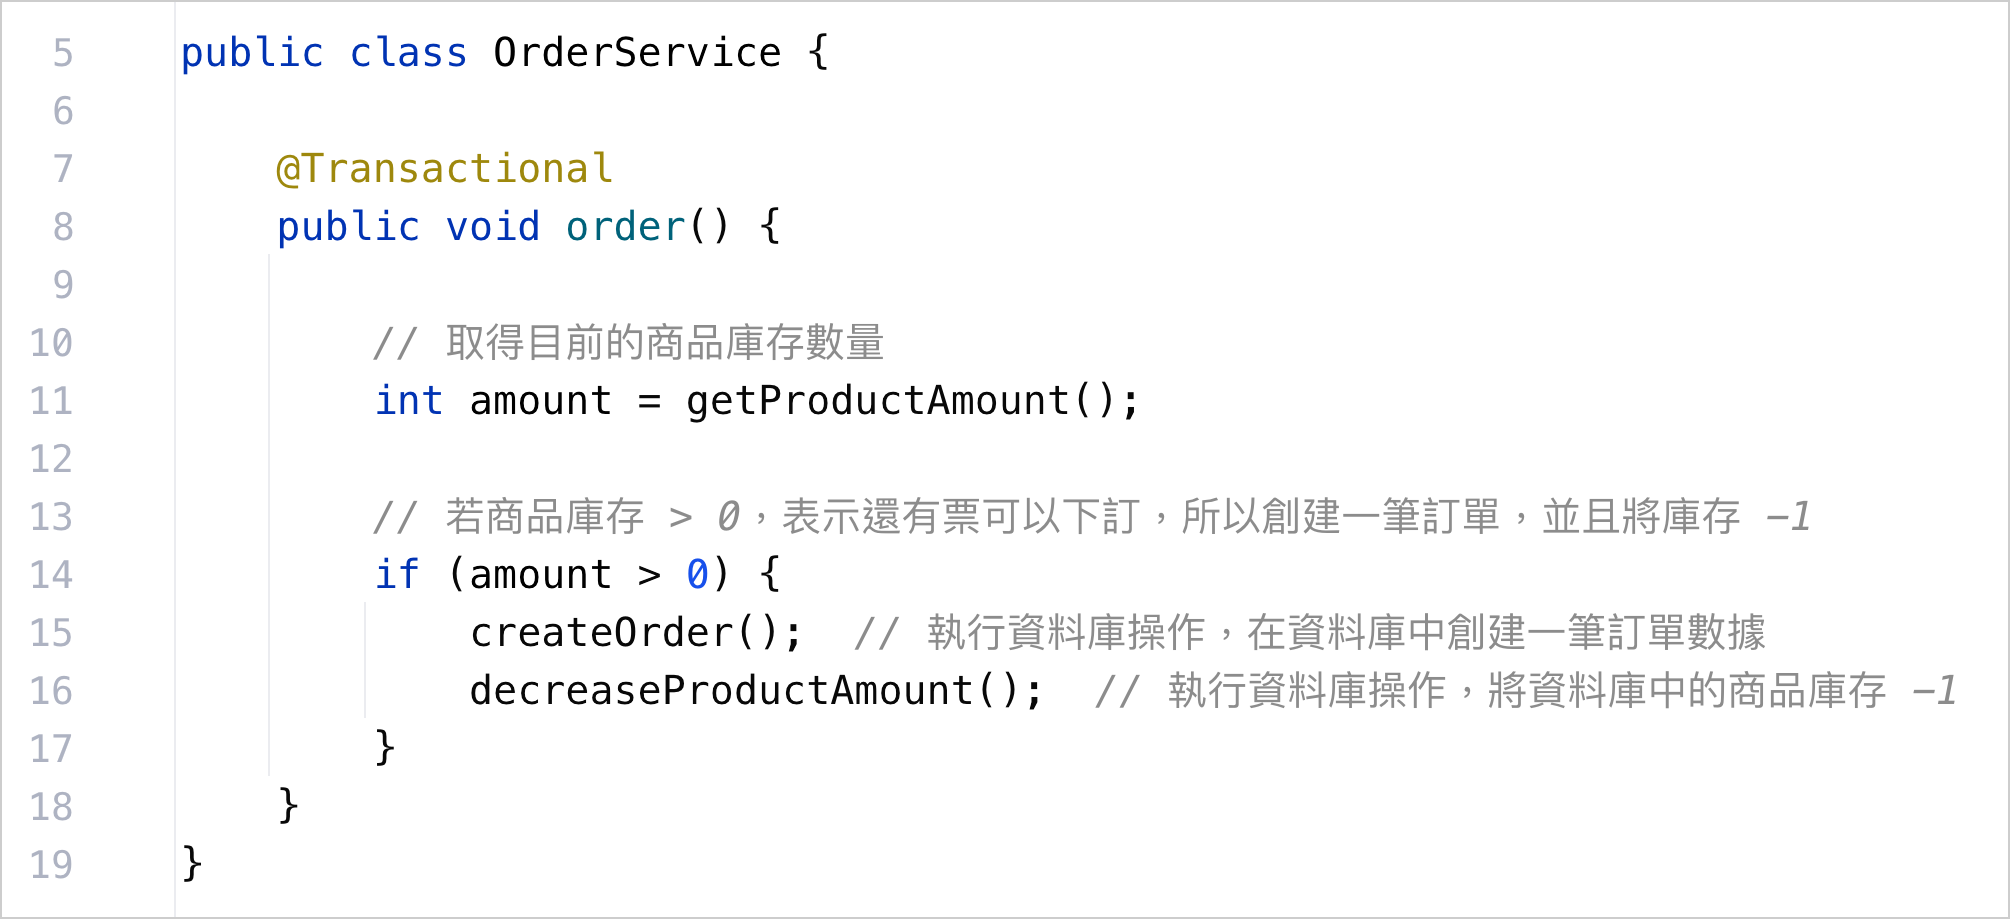 5 public class OrderService {
6
7 @Transactional
8 public void order() {
9
10 // 取得目前的商品庫存數量
11 int amount = getProductAmount();
12
13 // 若商品庫存 > 0，表示還有票可以下訂，所以創建一筆訂單，並且將庫存 -1
14 if (amount > 0) {
15 createOrder(); // 執行資料庫操作，在資料庫中創建一筆訂單數據
16 decreaseProductAmount(); // 執行資料庫操作，將資料庫中的商品庫存 -1
17 }
18 }
19 }